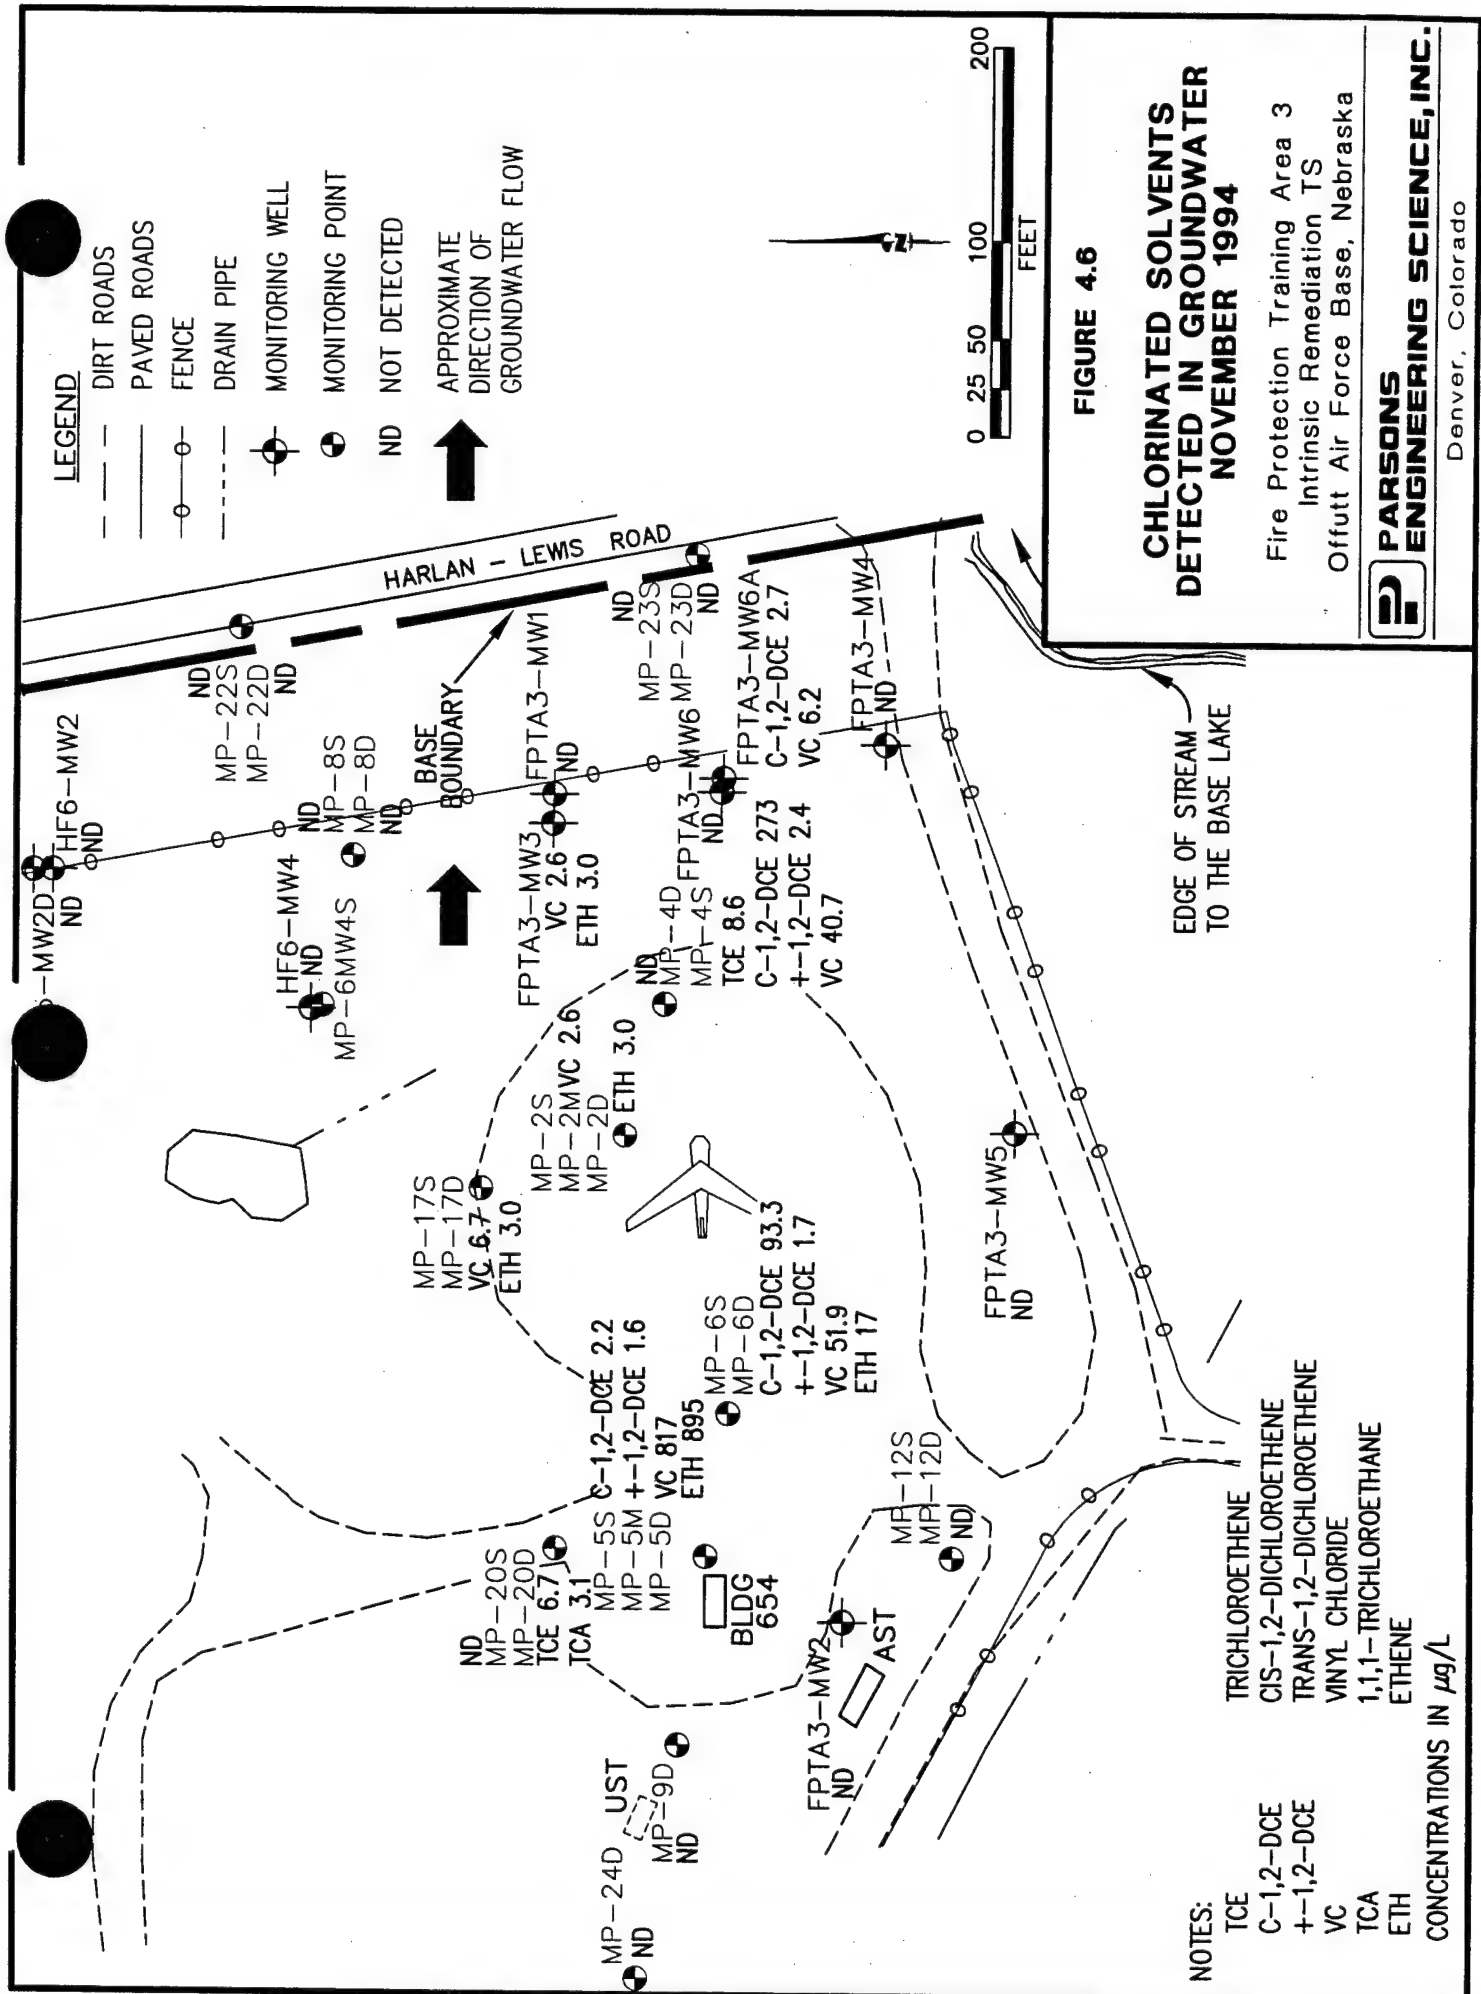 LEGEND
DIRT ROADS
PAVED ROADS
FENCE
DRAIN PIPE
MONITORING WELL
MONITORING POINT
ND NOT DETECTED
APPROXIMATE
DIRECTION OF
GROUNDWATER FLOW
HARLAN – LEWIS ROAD
BASE
BOUNDARY
-MW2D
ND
HF6-MW2
ND
ND
MP-22S
MP-22D
ND
HF6-MW4
ND
MP-6MW4S
ND
MP-8S
MP-8D
ND
FPTA3-MW1
ND
FPTA3-MW3
VC 2.6
ETH 3.0
ND
MP-23S
MP-23D
ND
FPTA3-MW6
ND
FPTA3-MW6A
C-1,2-DCE 2.7
VC 6.2
FPTA3-MW4
ND
ND
MP-4D
MP-4S
TCE 8.6
C-1,2-DCE 273
+-1,2-DCE 2.4
VC 40.7
MP-2S
MP-2M
MP-2D
VC 2.6
ETH 3.0
MP-17S
MP-17D
VC 6.7
ETH 3.0
MP-6S
MP-6D
C-1,2-DCE 93.3
+-1,2-DCE 1.7
VC 51.9
ETH 17
FPTA3-MW5
ND
ND
MP-20S
MP-20D
TCE 6.7
TCA 3.1
MP-5S
MP-5M
MP-5D
C-1,2-DCE 2.2
+-1,2-DCE 1.6
VC 817
ETH 895
BLDG
654
MP-12S
MP-12D
ND
FPTA3-MW2
ND
AST
UST
MP-9D
ND
MP-24D
ND
EDGE OF STREAM
TO THE BASE LAKE
NOTES:
TCE TRICHLOROETHENE
C-1,2-DCE CIS-1,2-DICHLOROETHENE
+-1,2-DCE TRANS-1,2-DICHLOROETHENE
VC VINYL CHLORIDE
TCA 1,1,1-TRICHLOROETHANE
ETH ETHENE
CONCENTRATIONS IN µg/L
N
0 25 50 100 200
FEET
FIGURE 4.6
CHLORINATED SOLVENTS
DETECTED IN GROUNDWATER
NOVEMBER 1994
Fire Protection Training Area 3
Intrinsic Remediation TS
Offutt Air Force Base, Nebraska
PARSONS
ENGINEERING SCIENCE, INC.
Denver, Colorado